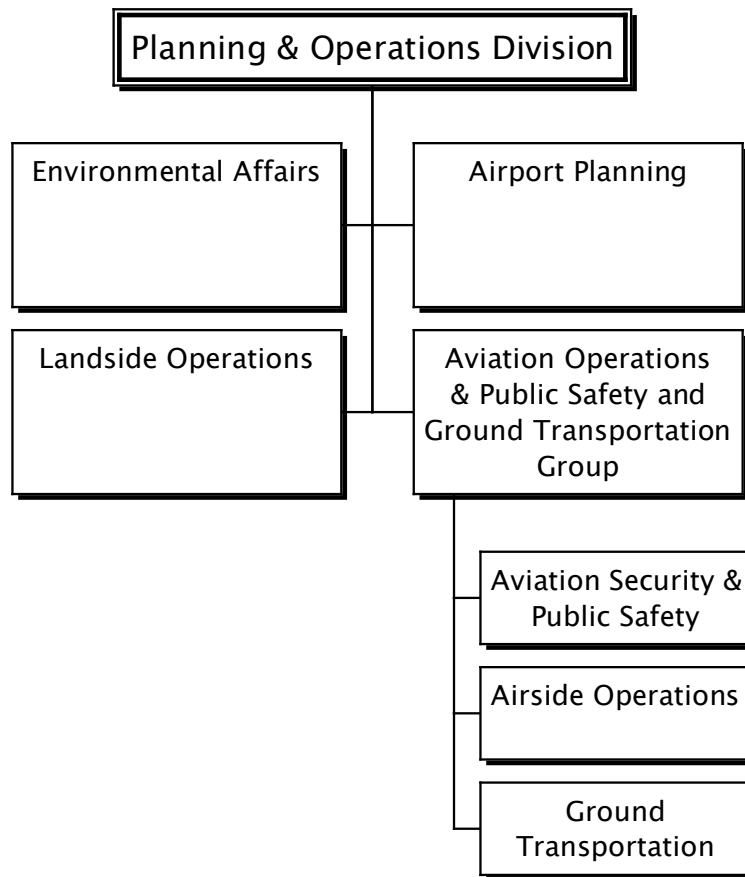 Planning & Operations Division
Environmental Affairs
Airport Planning
Landside Operations
Aviation Operations
& Public Safety and
Ground Transportation
Group
Aviation Security &
Public Safety
Airside Operations
Ground
Transportation